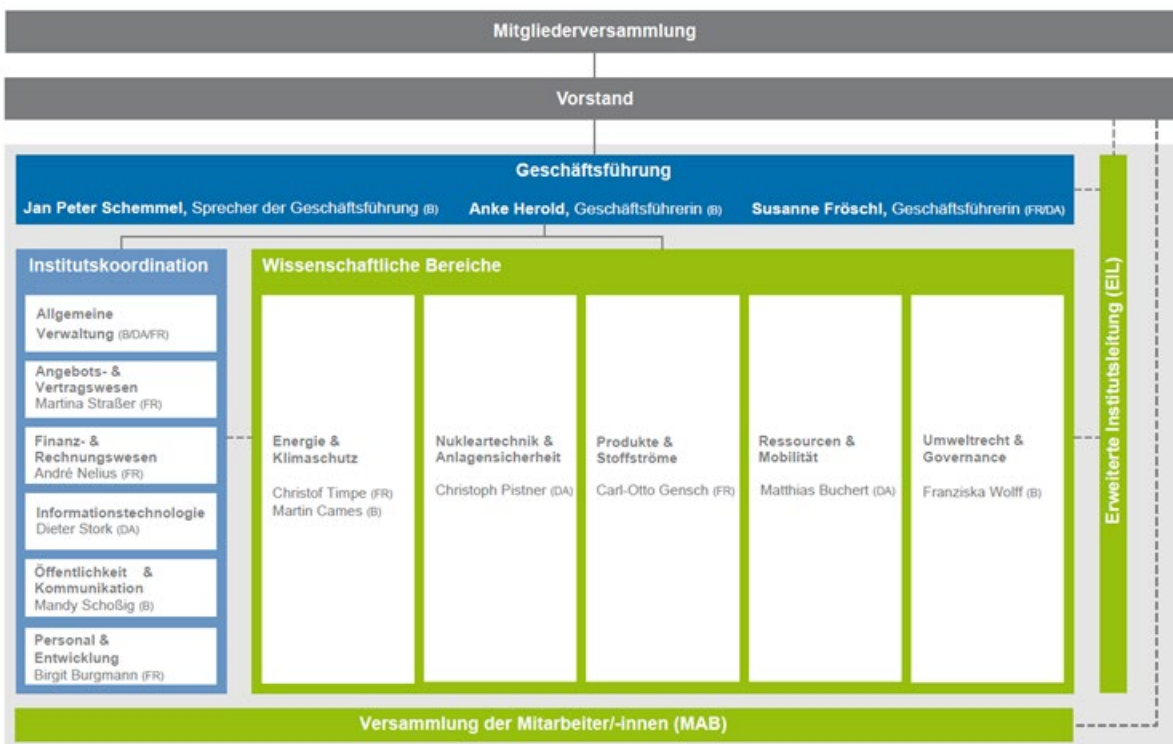 Mitgliederversammlung
Vorstand
Geschäftsführung
Jan Peter Schemmel, Sprecher der Geschäftsführung (B)
Anke Herold, Geschäftsführerin (B)
Susanne Fröschl, Geschäftsführerin (FR/DA)
Institutskoordination
Allgemeine
Verwaltung (B/DA/FR)
Angebots- &
Vertragswesen
Martina Straßer (FR)
Finanz- &
Rechnungswesen
André Nelius (FR)
Informationstechnologie
Dieter Stork (DA)
Öffentlichkeit &
Kommunikation
Mandy Schoßig (B)
Personal &
Entwicklung
Birgit Burgmann (FR)
Wissenschaftliche Bereiche
Energie &
Klimaschutz
Christof Timpe (FR)
Martin Cames (B)
Nukleartechnik &
Anlagensicherheit
Christoph Pistner (DA)
Produkte &
Stoffströme
Carl-Otto Gensch (FR)
Ressourcen &
Mobilität
Matthias Buchert (DA)
Umweltrecht &
Governance
Franziska Wolff (B)
Erweiterte Institutsleitung (EIL)
Versammlung der Mitarbeiter/-innen (MAB)